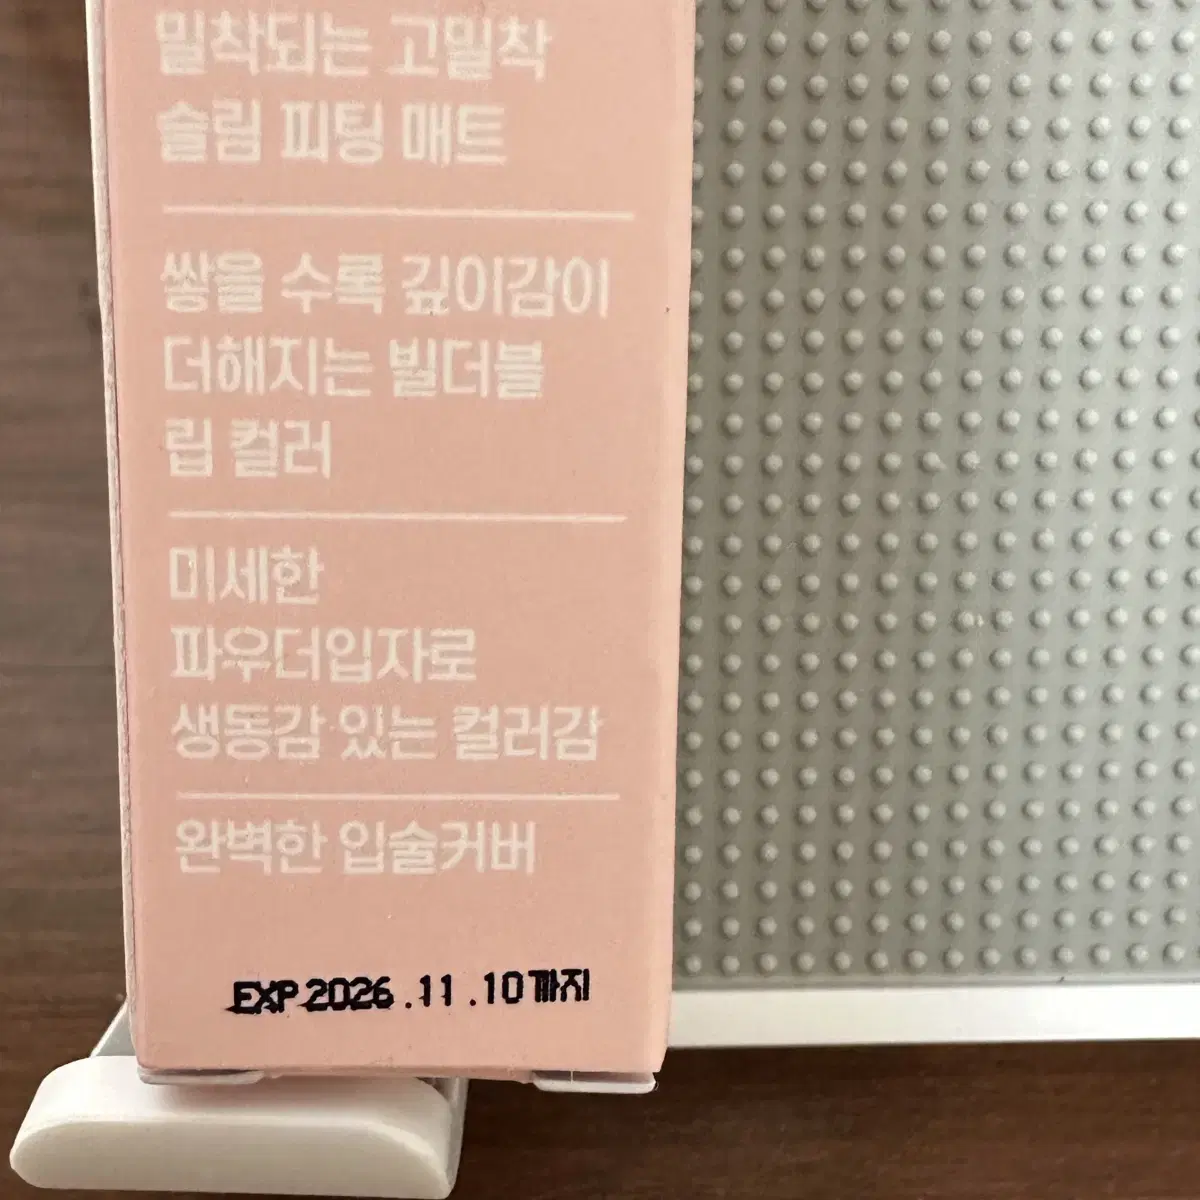 밀착되는 고밀착
슬림 피팅 매트
쌓을 수록 깊이감이
더해지는 빌더블
립 컬러
미세한
파우더입자로
생동감 있는 컬러감
완벽한 입술커버
EXP 2026.11.10까지